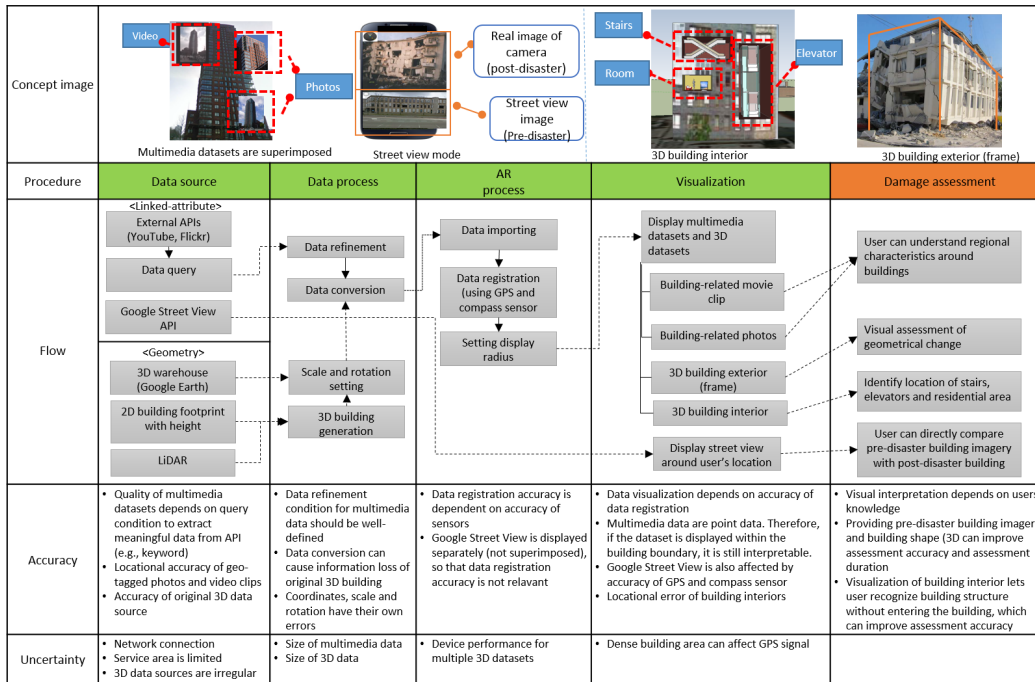 Concept image
Video
Photos
Multimedia datasets are superimposed
Real image of
camera
(post-disaster)
Street view
image
(Pre-disaster)
Street view mode
Stairs
Room
Elevator
3D building interior
3D building exterior (frame)
Procedure
Data source
Data process
AR
process
Visualization
Damage assessment
Flow
<Linked-attribute>
External APIs
(YouTube, Flickr)
Data query
Google Street View
API
<Geometry>
3D warehouse
(Google Earth)
2D building footprint
with height
LiDAR
Data refinement
Data conversion
Scale and rotation
setting
3D building
generation
Data importing
Data registration
(using GPS and
compass sensor
Setting display
radius
Display multimedia
datasets and 3D
datasets
Building-related movie
clip
Building-related photos
3D building exterior
(frame)
3D building interior
Display street view
around user's location
User can understand regional
characteristics around
buildings
Visual assessment of
geometrical change
Identify location of stairs,
elevators and residential area
User can directly compare
pre-disaster building imagery
with post-disaster building
Accuracy
• Quality of multimedia
datasets depends on query
condition to extract
meaningful data from API
(e.g., keyword)
• Locational accuracy of geo-
tagged photos and video clips
• Accuracy of original 3D data
source
• Data refinement
condition for multimedia
data should be well-
defined
• Data conversion can
cause information loss of
original 3D building
• Coordinates, scale and
rotation have their own
errors
• Data registration accuracy is
dependent on accuracy of
sensors
• Google Street View is displayed
separately (not superimposed),
so that data registration
accuracy is not relevant
• Data visualization depends on accuracy of
data registration
• Multimedia data are point data. Therefore,
if the dataset is displayed within the
building boundary, it is still interpretable.
• Google Street View is also affected by
accuracy of GPS and compass sensor
• Locational error of building interiors
• Visual interpretation depends on users
knowledge
• Providing pre-disaster building imager
and building shape (3D can improve
assessment accuracy and assessment
duration
• Visualization of building interior lets
user recognize building structure
without entering the building, which
can improve assessment accuracy
Uncertainty
• Network connection
• Service area is limited
• 3D data sources are irregular
• Size of multimedia data
• Size of 3D data
• Device performance for
multiple 3D datasets
• Dense building area can affect GPS signal